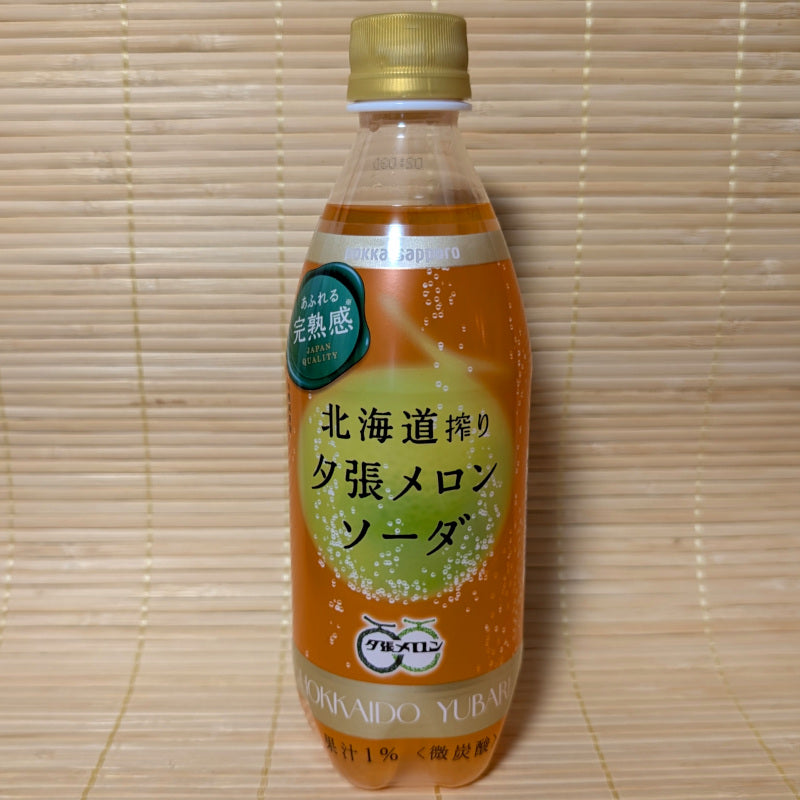 pokka sapporo
あふれる
完熟感※
JAPAN
QUALITY
北海道搾り
夕張メロン
ソーダ
夕張メロン
HOKKAIDO YUBARI
果汁1% 〈微炭酸〉